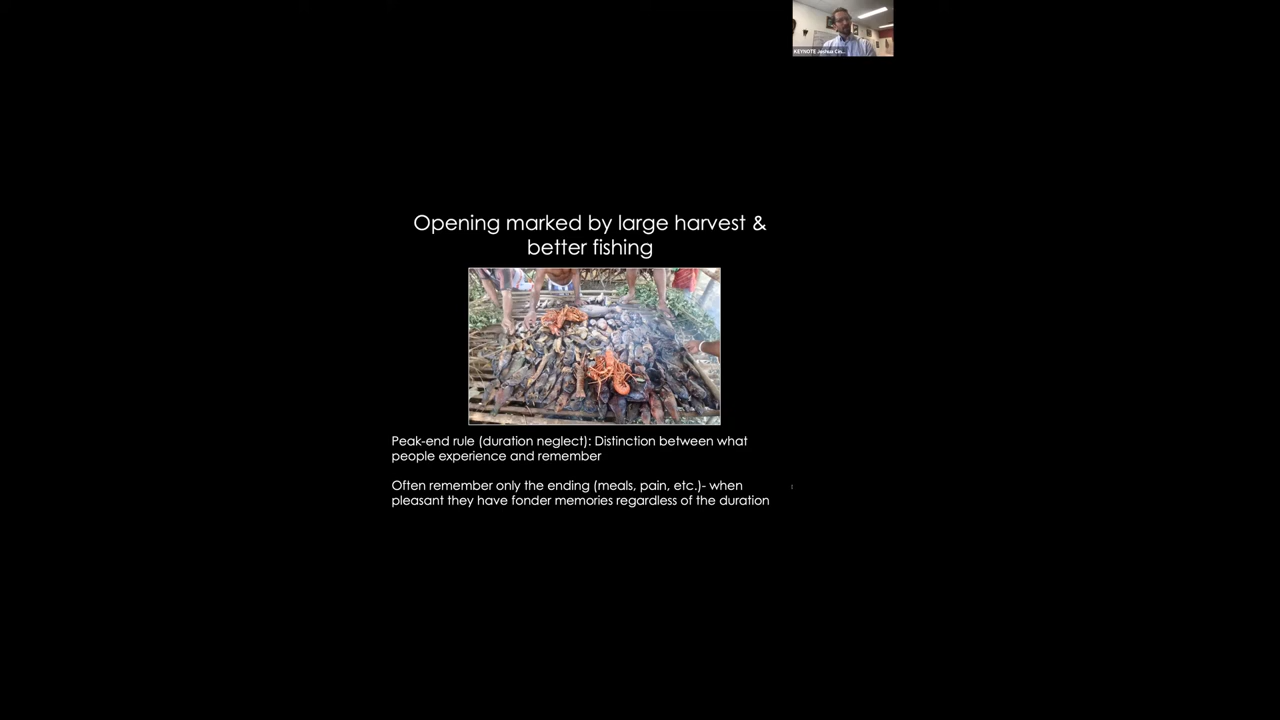 KEYNOTE Joshua Cin...
Opening marked by large harvest &
better fishing
Peak-end rule (duration neglect): Distinction between what
people experience and remember
Often remember only the ending (meals, pain, etc.)- when
pleasant they have fonder memories regardless of the duration